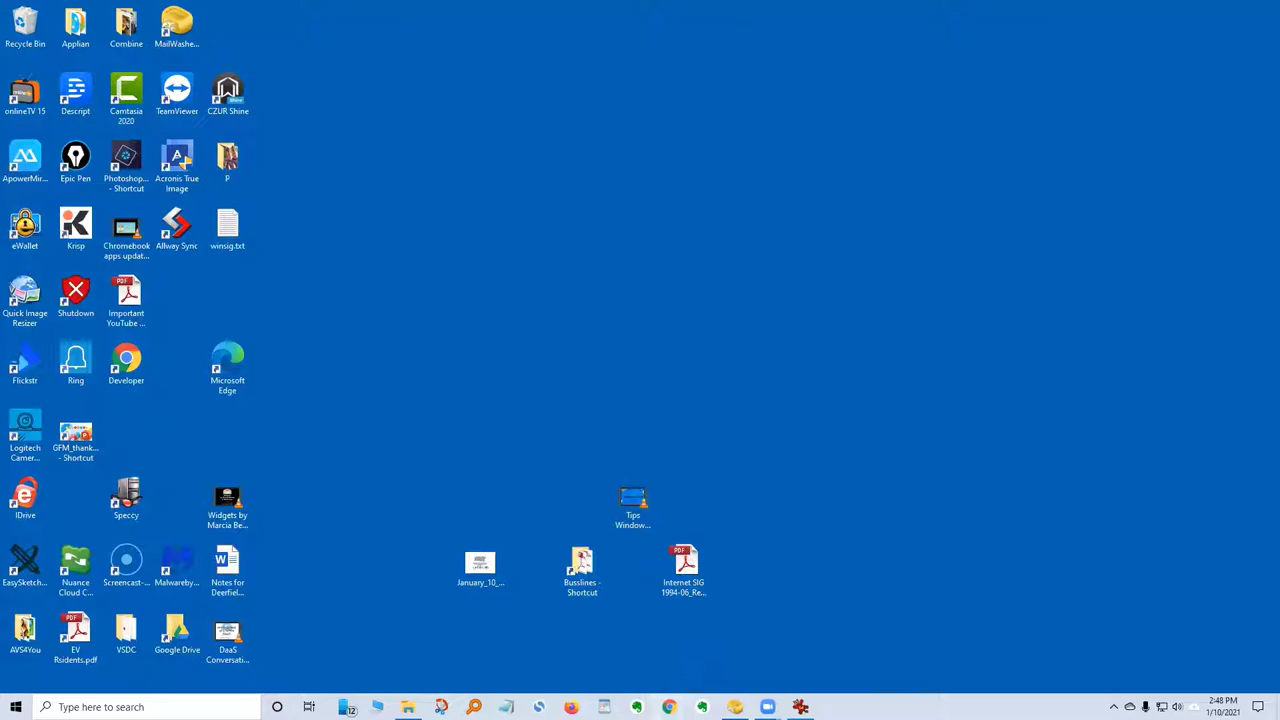 Recycle Bin
Applian
Combine
MailWashe...
onlineTV 15
Descript
Camtasia
2020
TeamViewer
CZUR Shine
ApowerMir...
Epic Pen
Photoshop...
- Shortcut
Acronis True
Image
P
eWallet
Krisp
Chromebook
apps updat...
Allway Sync
winsig.txt
Quick Image
Resizer
Shutdown
PDF
Important
YouTube ...
Flickstr
Ring
Developer
Microsoft
Edge
Logitech
Camer...
GFM_thank...
- Shortcut
IDrive
Speccy
Widgets by
Marcia Be...
Tips
Window...
EasySketch...
Nuance
Cloud C...
Screencast-...
Malwareby...
Notes for
Deerfiel...
January_10_...
Busslines -
Shortcut
PDF
Internet SIG
1994-06_Re...
AVS4You
PDF
EV
Rsidents.pdf
VSDC
Google Drive
DaaS
Conversati...
Type here to search
12
2:48 PM
1/10/2021